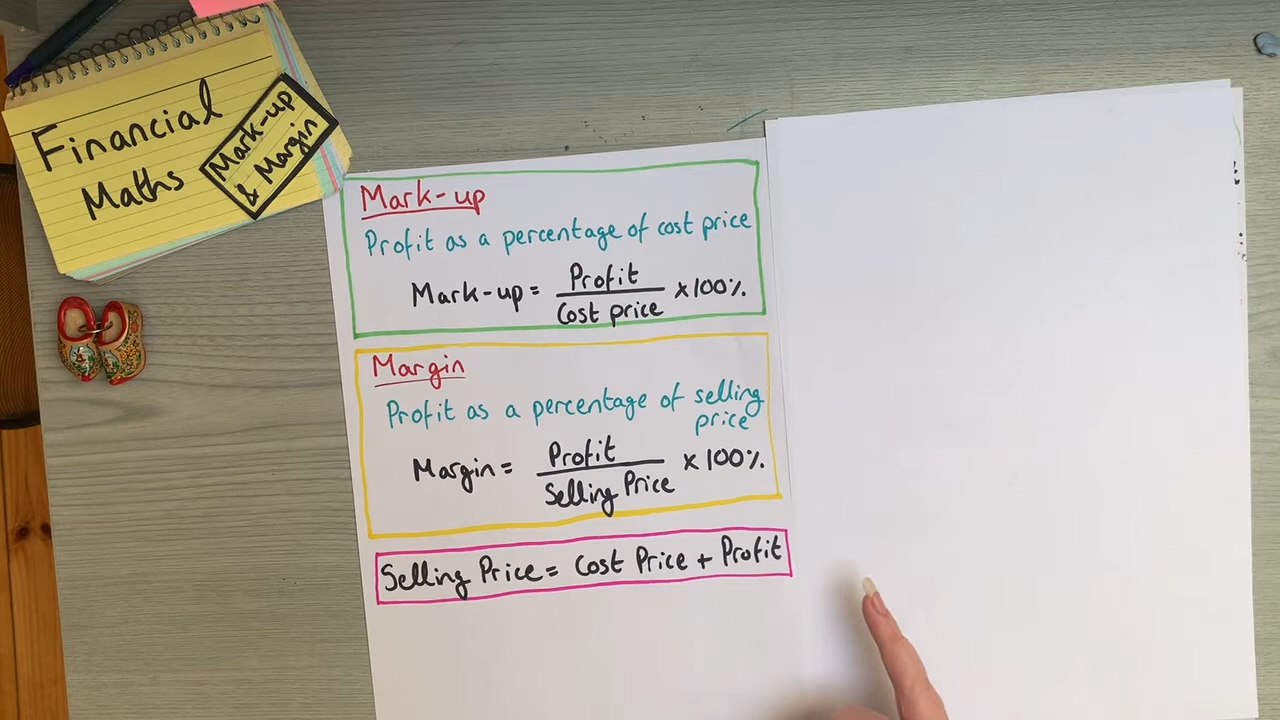 Financial
Maths
Mark-up
& Margin
Mark-up
Profit as a percentage of cost price
Mark-up = Profit / Cost price × 100%
Margin
Profit as a percentage of selling
price
Margin = Profit / Selling Price × 100%
Selling Price = Cost Price + Profit